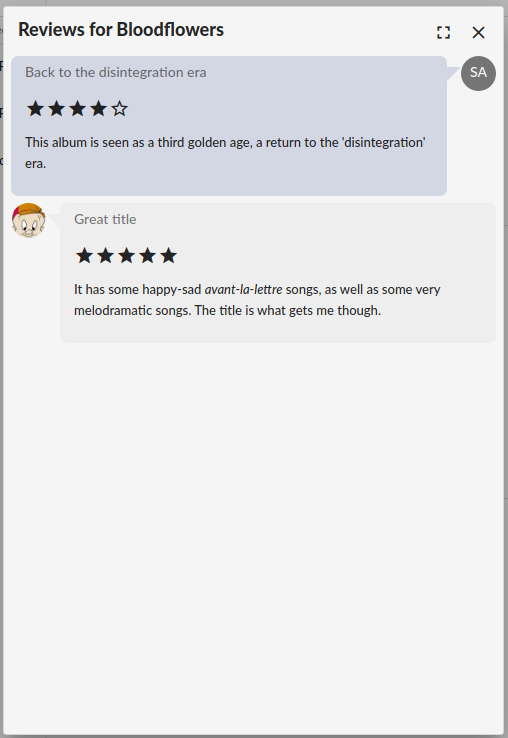 Reviews for Bloodflowers
Back to the disintegration era
SA
This album is seen as a third golden age, a return to the 'disintegration'
era.
Great title
It has some happy-sad avant-la-lettre songs, as well as some very
melodramatic songs. The title is what gets me though.